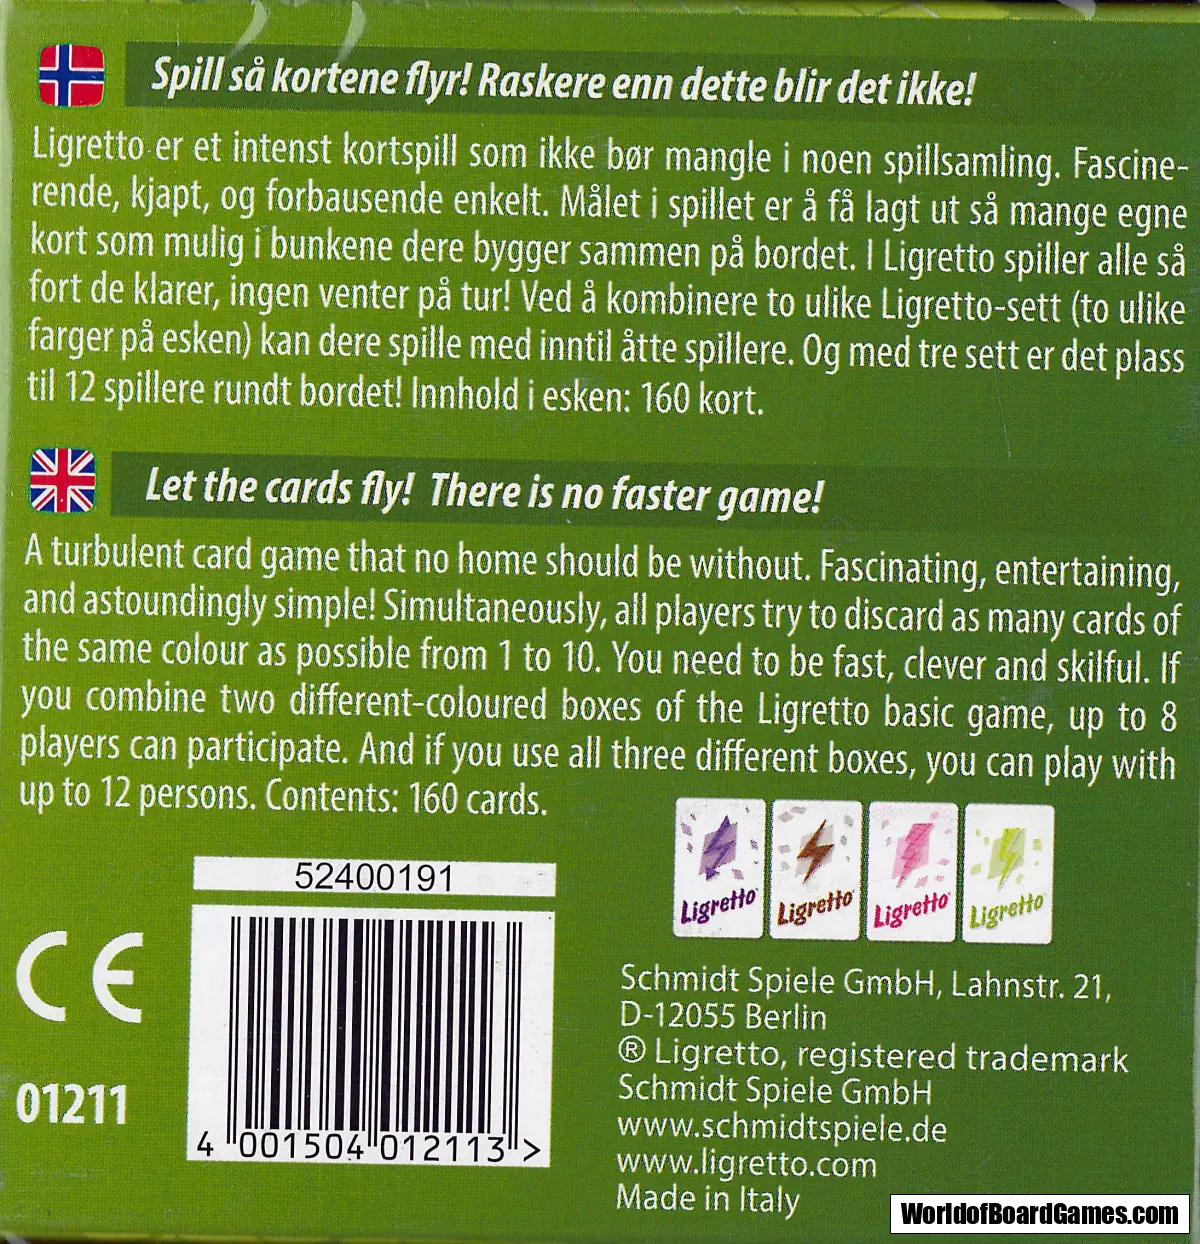 Spill så kortene flyr! Raskere enn dette blir det ikke!
Ligretto er et intenst kortspill som ikke bør mangle i noen spillsamling. Fascine-
rende, kjapt, og forbausende enkelt. Målet i spillet er å få lagt ut så mange egne
kort som mulig i bunkene dere bygger sammen på bordet. I Ligretto spiller alle så
fort de klarer, ingen venter på tur! Ved å kombinere to ulike Ligretto-sett (to ulike
farger på esken) kan dere spille med inntil åtte spillere. Og med tre sett er det plass
til 12 spillere rundt bordet! Innhold i esken: 160 kort.
Let the cards fly! There is no faster game!
A turbulent card game that no home should be without. Fascinating, entertaining,
and astoundingly simple! Simultaneously, all players try to discard as many cards of
the same colour as possible from 1 to 10. You need to be fast, clever and skilful. If
you combine two different-coloured boxes of the Ligretto basic game, up to 8
players can participate. And if you use all three different boxes, you can play with
up to 12 persons. Contents: 160 cards.
Ligretto Ligretto Ligretto Ligretto
52400191
CE
01211
4 001504 012113 >
Schmidt Spiele GmbH, Lahnstr. 21,
D-12055 Berlin
® Ligretto, registered trademark
Schmidt Spiele GmbH
www.schmidtspiele.de
www.ligretto.com
Made in Italy
WorldofBoardGames.com